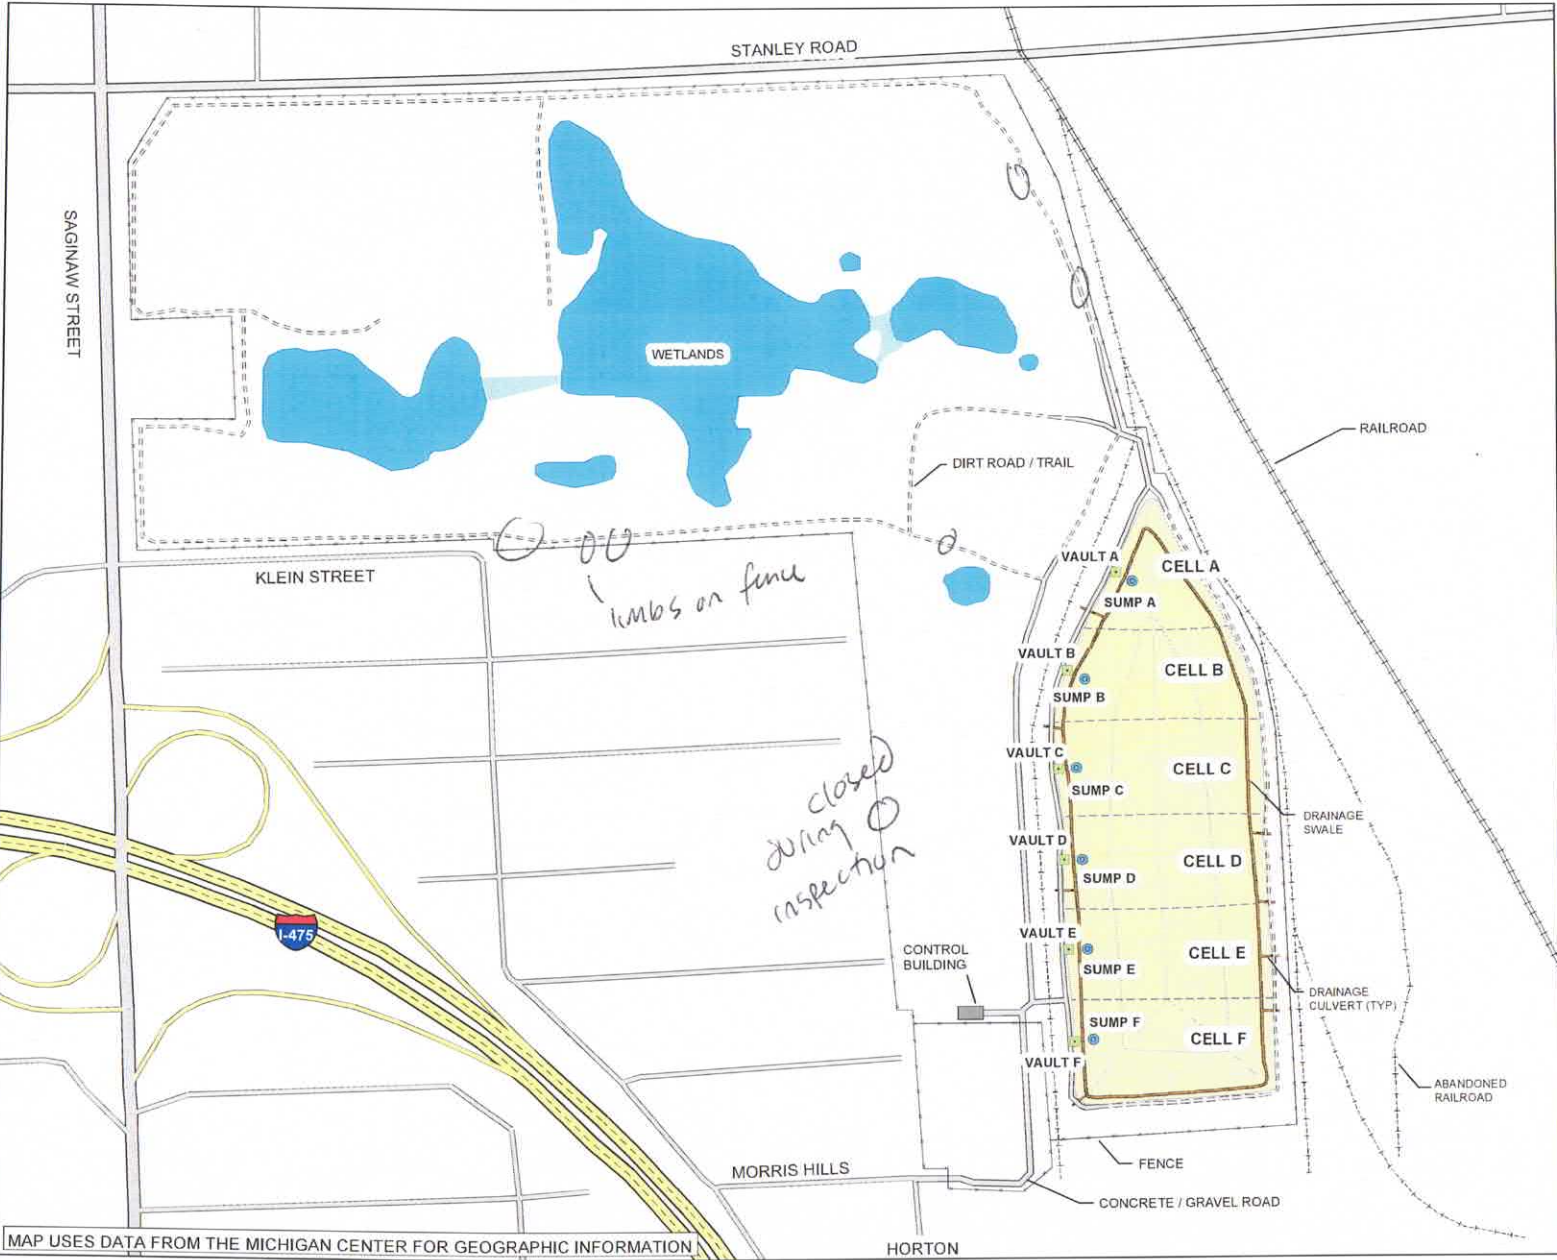 STANLEY ROAD
SAGINAW STREET
WETLANDS
RAILROAD
DIRT ROAD / TRAIL
KLEIN STREET
limbs on fence
VAULT A
CELL A
SUMP A
VAULT B
CELL B
SUMP B
VAULT C
CELL C
SUMP C
closed
during
inspection
DRAINAGE
SWALE
VAULT D
CELL D
SUMP D
I-475
VAULT E
CELL E
SUMP E
CONTROL
BUILDING
DRAINAGE
CULVERT (TYP)
SUMP F
CELL F
VAULT F
ABANDONED
RAILROAD
FENCE
MORRIS HILLS
CONCRETE / GRAVEL ROAD
MAP USES DATA FROM THE MICHIGAN CENTER FOR GEOGRAPHIC INFORMATION
HORTON